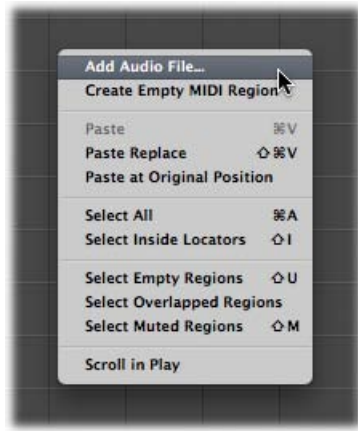 Add Audio File...
Create Empty MIDI Region
Paste ⌘V
Paste Replace ⇧⌘V
Paste at Original Position
Select All ⌘A
Select Inside Locators ⇧I
Select Empty Regions ⇧U
Select Overlapped Regions
Select Muted Regions ⇧M
Scroll in Play